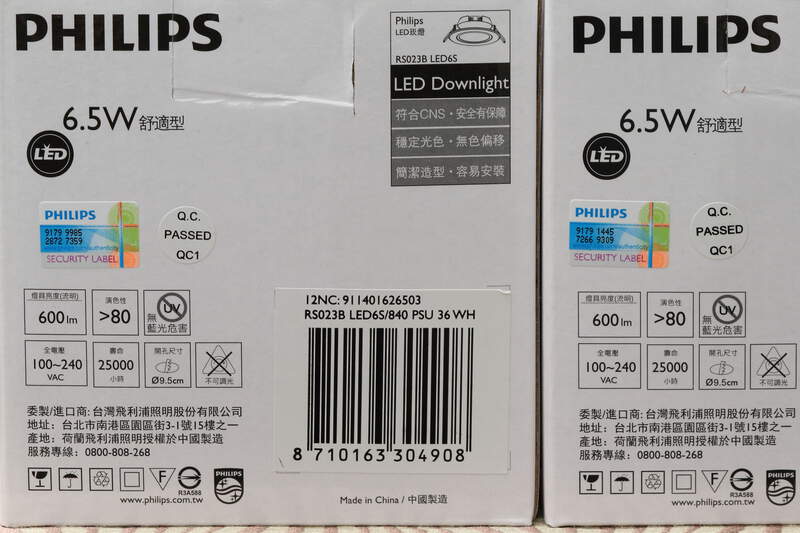 PHILIPS
Philips
LED崁燈
RS023B LED6S
LED Downlight
符合CNS・安全有保障
穩定光色・無色偏移
簡潔造型・容易安裝
6.5W舒適型
LED
PHILIPS
9179 9985
2872 7359
SECURITY LABEL
Q.C.
PASSED
QC1
燈具亮度(流明)
600 lm
演色性
>80
UV
無
藍光危害
全電壓
100~240
VAC
壽命
25000
小時
開孔尺寸
Ø9.5cm
不可調光
12NC: 911401626503
RS023B LED6S/840 PSU 36 WH
8 710163 304908
委製/進口商: 台灣飛利浦照明股份有限公司
地址: 台北市南港區園區街3-1號15樓之一
產地: 荷蘭飛利浦照明授權於中國製造
服務專線: 0800-808-268
F
R3A588
PHILIPS
www.philips.com.tw
Made in China / 中國製造
PHILIPS
6.5W舒適型
LED
PHILIPS
9179 1445
7266 9309
SECURITY LABEL
Q.C.
PASSED
QC1
燈具亮度(流明)
600 lm
演色性
>80
UV
無
藍光危害
全電壓
100~240
VAC
壽命
25000
小時
開孔尺寸
Ø9.5cm
不可調光
委製/進口商: 台灣飛利浦照明股份有限公司
地址: 台北市南港區園區街3-1號15樓之一
產地: 荷蘭飛利浦照明授權於中國製造
服務專線: 0800-808-268
F
R3A588
PHILIPS
www.philips.com.tw